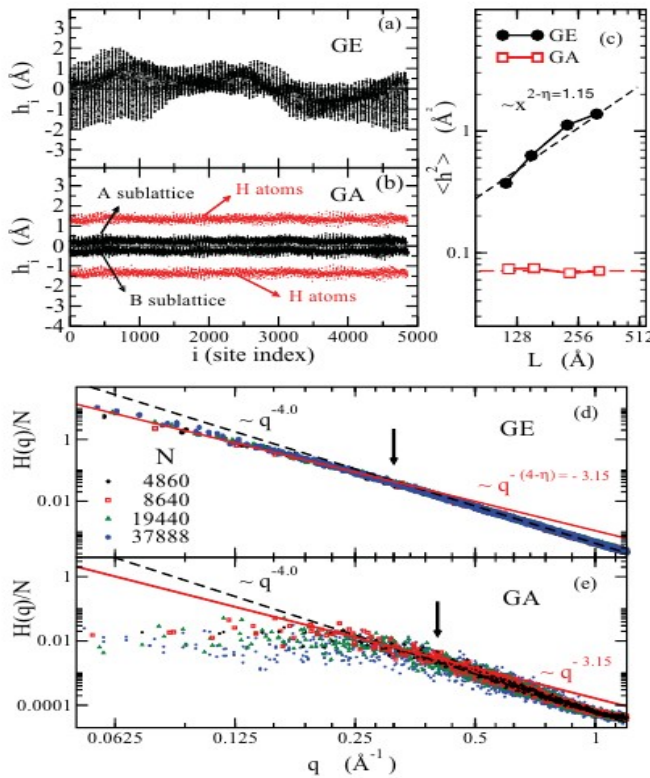 3
2
1
0
-1
-2
-3
h_i (Å)
(a)
GE
4
3
2
1
0
-1
-2
-3
-4
h_i (Å)
(b)
A sublattice
H atoms
GA
B sublattice
H atoms
0
1000
2000
3000
4000
5000
i (site index)
GE
(c)
GA
~x^{2-η=1.15}
<h²> (Å²)
1
0.1
128
256
512
L (Å)
H(q)/N
1
0.01
~ q^{-4.0}
(d)
GE
N
4860
8640
19440
37888
~ q^{-(4-η) = -3.15}
H(q)/N
1
0.01
0.0001
~ q^{-4.0}
(e)
GA
~ q^{-3.15}
0.0625
0.125
0.25
0.5
1
q (Å^{-1})